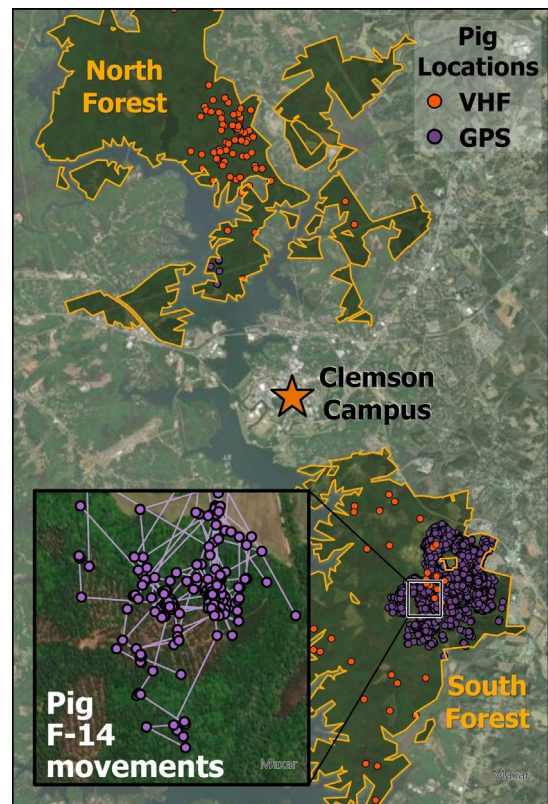 North
Forest
Pig
Locations
VHF
GPS
Clemson
Campus
Pig
F-14
movements
Maxar
South
Forest
Maxar